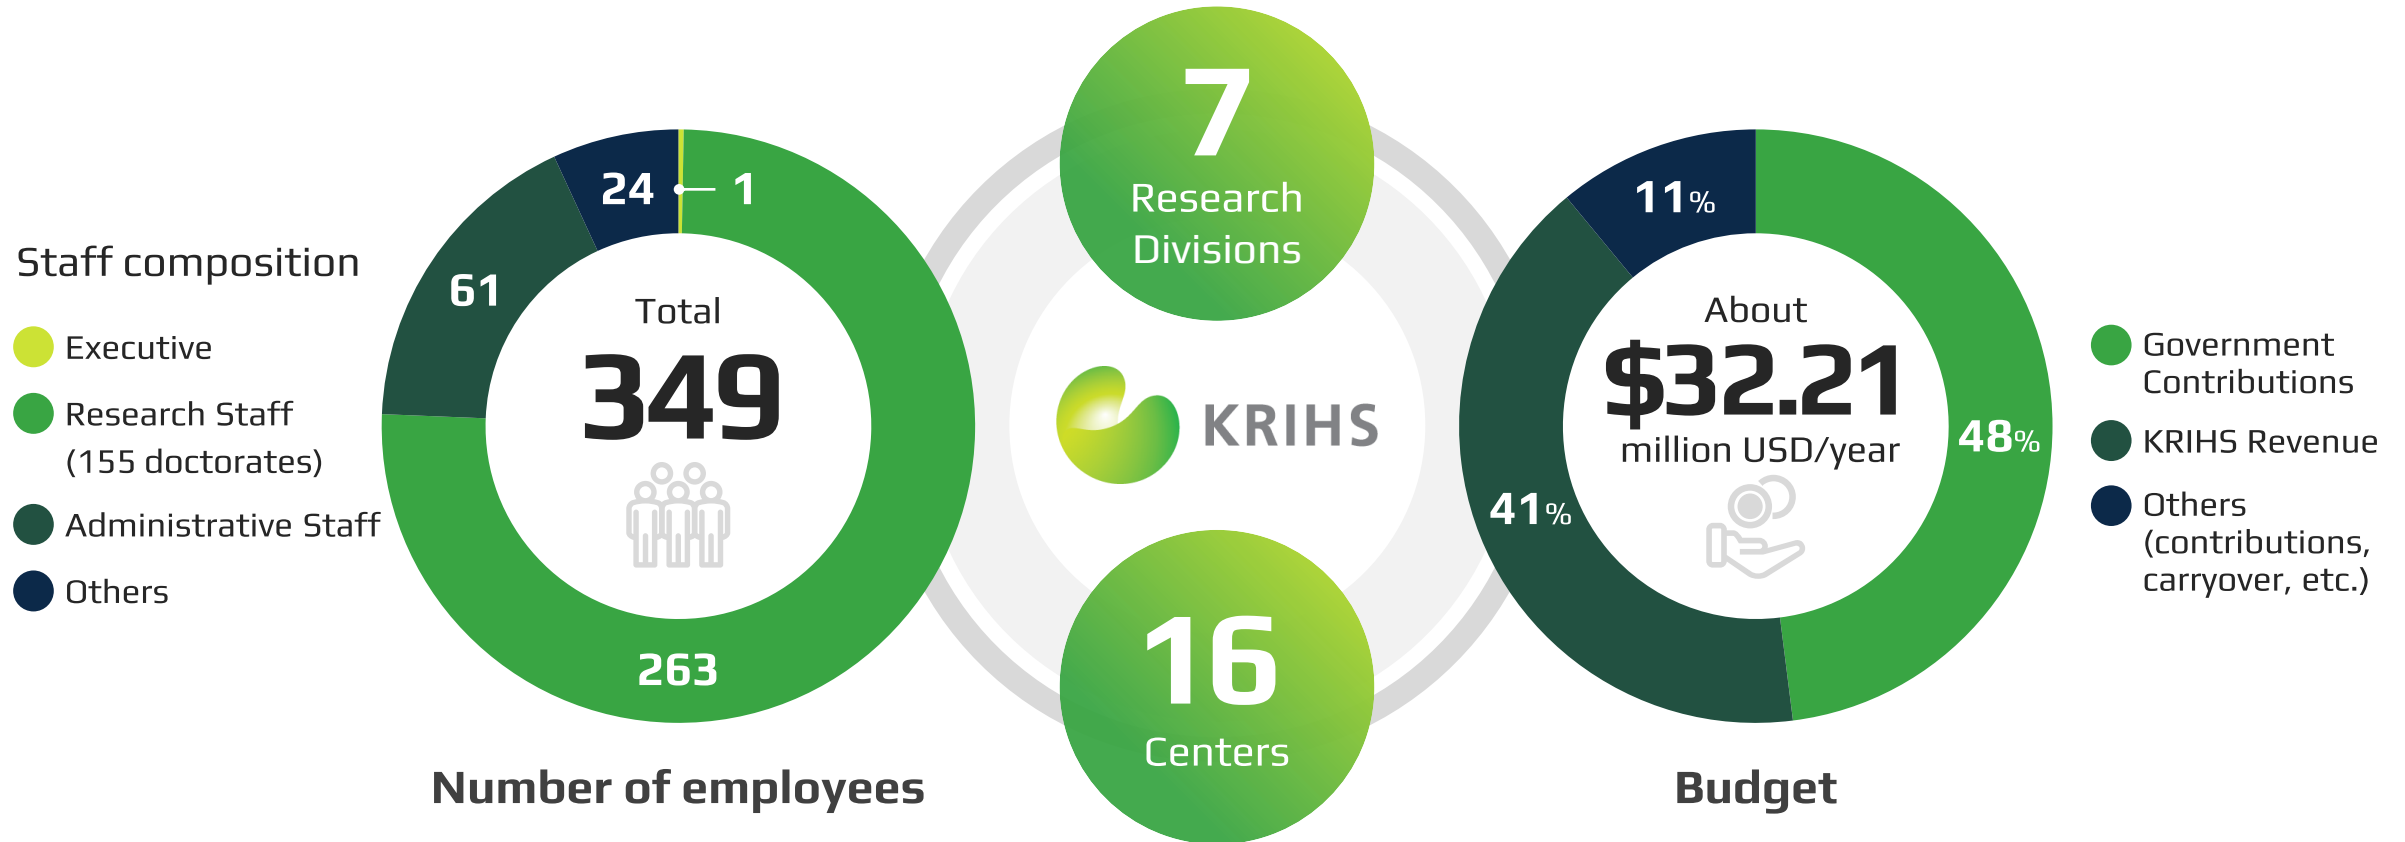 Staff composition
Executive
Research Staff
(155 doctorates)
Administrative Staff
Others
24
1
61
Total
349
263
Number of employees
7
Research
Divisions
KRIHS
16
Centers
11%
About
$32.21
million USD/year
48%
41%
Budget
Government
Contributions
KRIHS Revenue
Others
(contributions,
carryover, etc.)